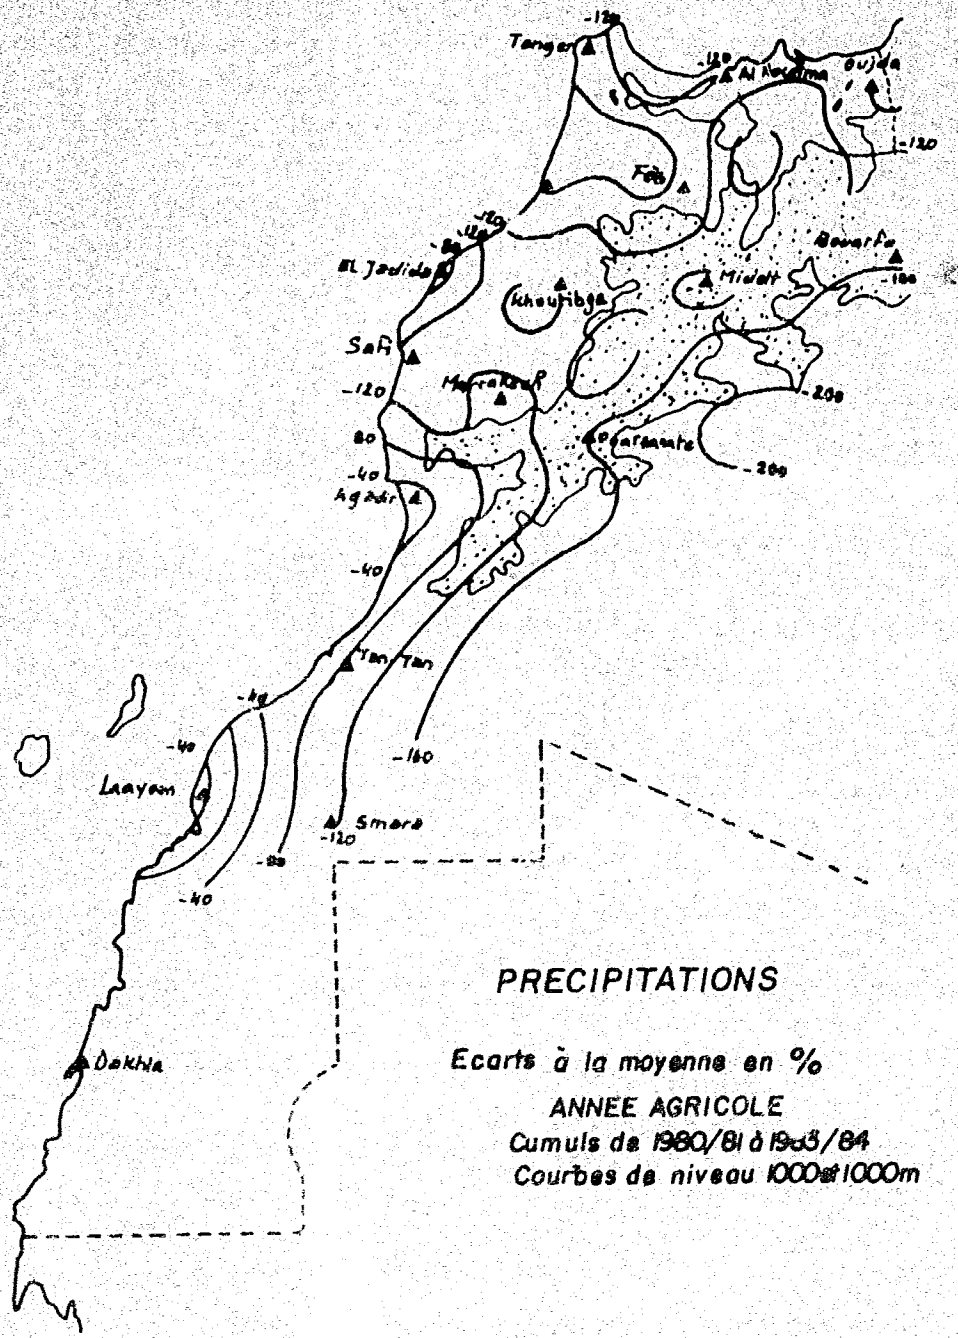 -120
Tanger
-120
Al Hoceima
Oujda
-120
Fès
-120
-120
-80
El Jadida
Bouarfa
Midelt
-160
Khouribga
Safi
-120
Marrakech
-200
80
Ouarzazate
-200
-40
Agadir
-40
Tan-Tan
-40
-40
-160
Laayoun
Smara
-120
-80
-40
PRECIPITATIONS
Dakhla
Ecarts à la moyenne en %
ANNEE AGRICOLE
Cumuls de 1980/81 à 1983/84
Courbes de niveau 1000 et 1000m